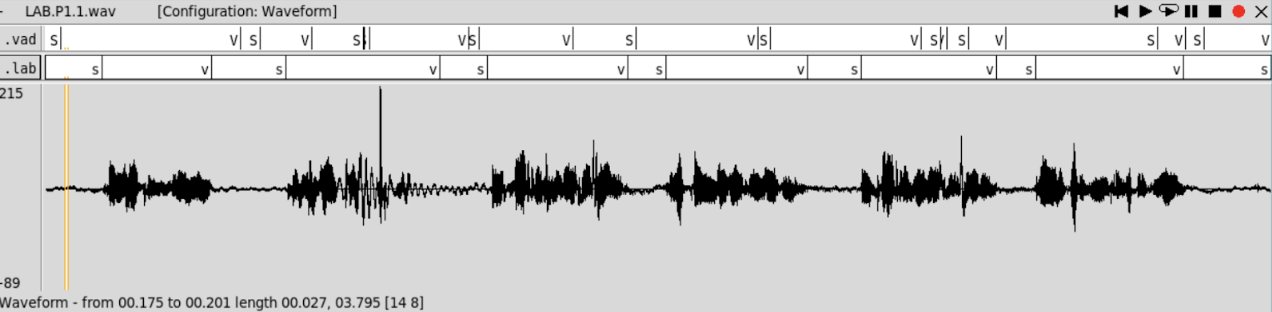 LAB.P1.1.wav [Configuration: Waveform]
.vad S V S V S V S V S V S V S V S V S V S V
.lab s v s v s v s v s v s v s
215
-89
Waveform - from 00.175 to 00.201 length 00.027, 03.795 [14 8]